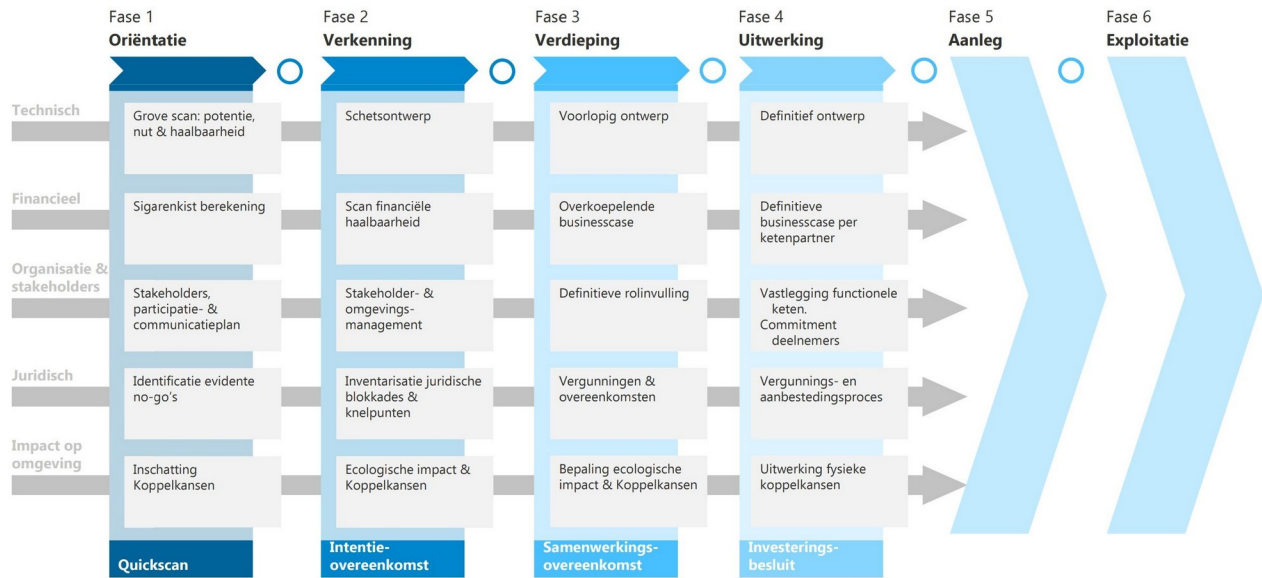 Fase 1
Oriëntatie
Fase 2
Verkenning
Fase 3
Verdieping
Fase 4
Uitwerking
Fase 5
Aanleg
Fase 6
Exploitatie
Technisch
Grove scan: potentie,
nut & haalbaarheid
Schetsontwerp
Voorlopig ontwerp
Definitief ontwerp
Financieel
Sigarenkist berekening
Scan financiële
haalbaarheid
Overkoepelende
businesscase
Definitieve
businesscase per
ketenpartner
Organisatie &
stakeholders
Stakeholders,
participatie- &
communicatieplan
Stakeholder- &
omgevings-
management
Definitieve rolinvulling
Vastlegging functionele
keten.
Commitment
deelnemers
Juridisch
Identificatie evidente
no-go's
Inventarisatie juridische
blokkades &
knelpunten
Vergunningen &
overeenkomsten
Vergunnings- en
aanbestedingsproces
Impact op
omgeving
Inschatting
Koppelkansen
Ecologische impact &
Koppelkansen
Bepaling ecologische
impact & Koppelkansen
Uitwerking fysieke
koppelkansen
Quickscan
Intentie-
overeenkomst
Samenwerkings-
overeenkomst
Investerings-
besluit